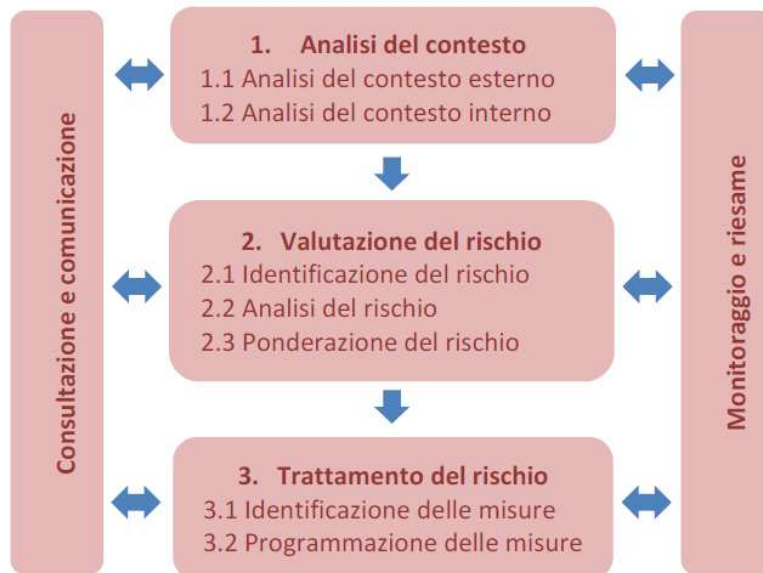 Consultazione e comunicazione
1. Analisi del contesto
1.1 Analisi del contesto esterno
1.2 Analisi del contesto interno
2. Valutazione del rischio
2.1 Identificazione del rischio
2.2 Analisi del rischio
2.3 Ponderazione del rischio
3. Trattamento del rischio
3.1 Identificazione delle misure
3.2 Programmazione delle misure
Monitoraggio e riesame